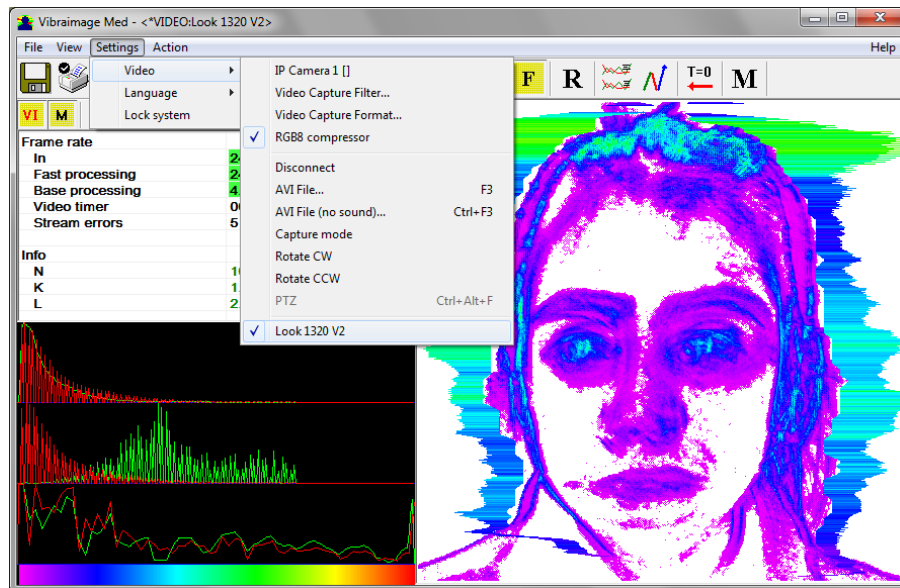 Vibraimage Med - <*VIDEO:Look 1320 V2>
File View Settings Action Help
Video
Language
Lock system
IP Camera 1 []
Video Capture Filter...
Video Capture Format...
RGB8 compressor
Disconnect
AVI File... F3
AVI File (no sound)... Ctrl+F3
Capture mode
Rotate CW
Rotate CCW
PTZ Ctrl+Alt+F
Look 1320 V2
F R T=0 M
VI M
Frame rate
In
Fast processing
Base processing
Video timer
Stream errors 5
Info
N
K
L